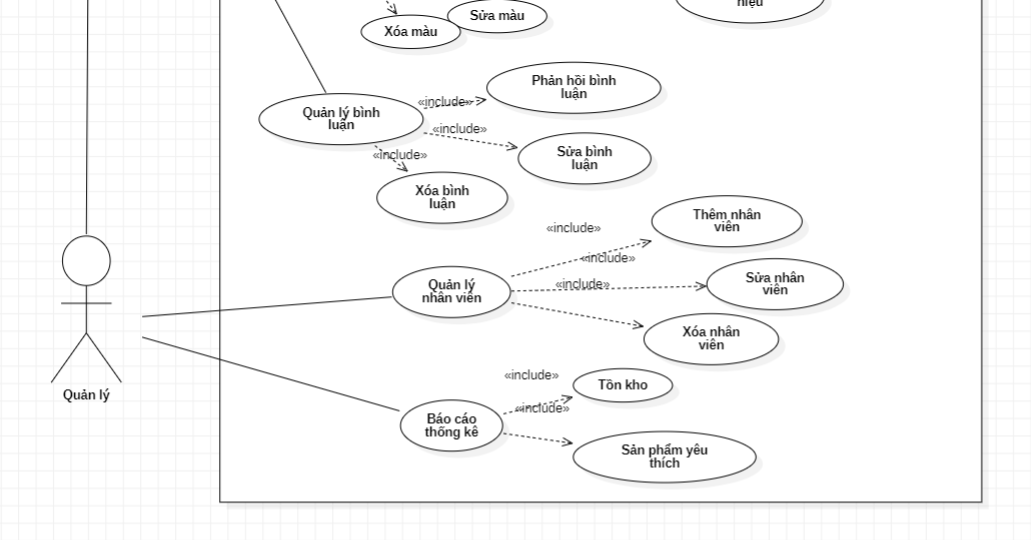 hiệu
Sửa màu
Xóa màu
Phản hồi bình
luận
«include»
Quản lý bình
luận
«include»
«include»
Sửa bình
luận
Xóa bình
luận
Thêm nhân
viên
«include»
«include»
Sửa nhân
viên
«include»
Quản lý
nhân viên
Xóa nhân
viên
«include»
Tồn kho
Quản lý
«include»
Báo cáo
thống kê
Sản phẩm yêu
thích